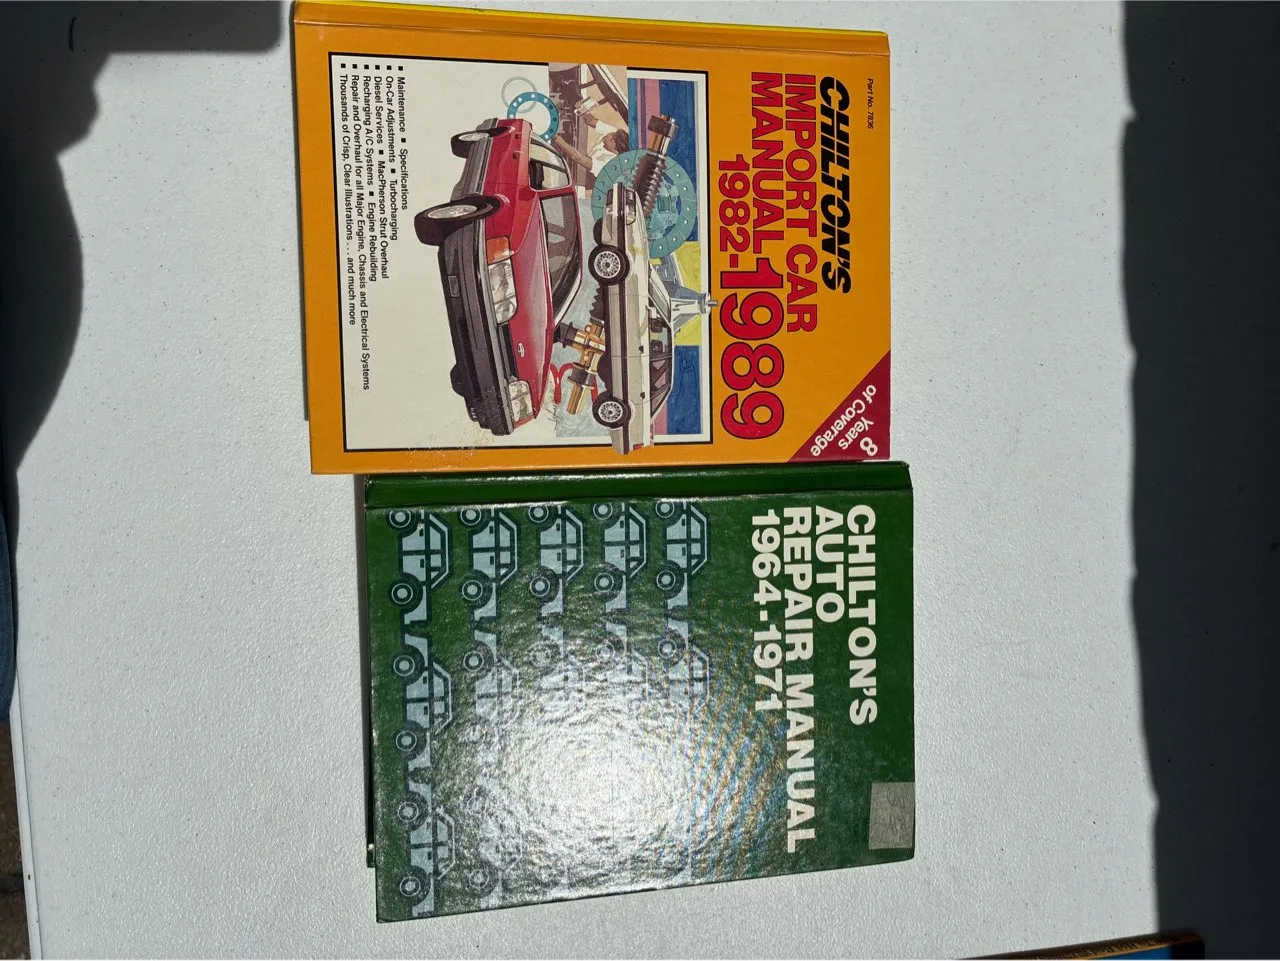 Part No. 7836
CHILTON'S
IMPORT CAR
MANUAL
1982-1989
8 Years
of Coverage
■ Maintenance ■ Specifications
■ On-Car Adjustments ■ Turbocharging
■ Diesel Services ■ MacPherson Strut Overhaul
■ Recharging A/C Systems ■ Engine Rebuilding
■ Repair and Overhaul for all Major Engine, Chassis and Electrical Systems
■ Thousands of Crisp, Clear Illustrations . . . and much more
CHILTON'S
AUTO
REPAIR MANUAL
1964-1971